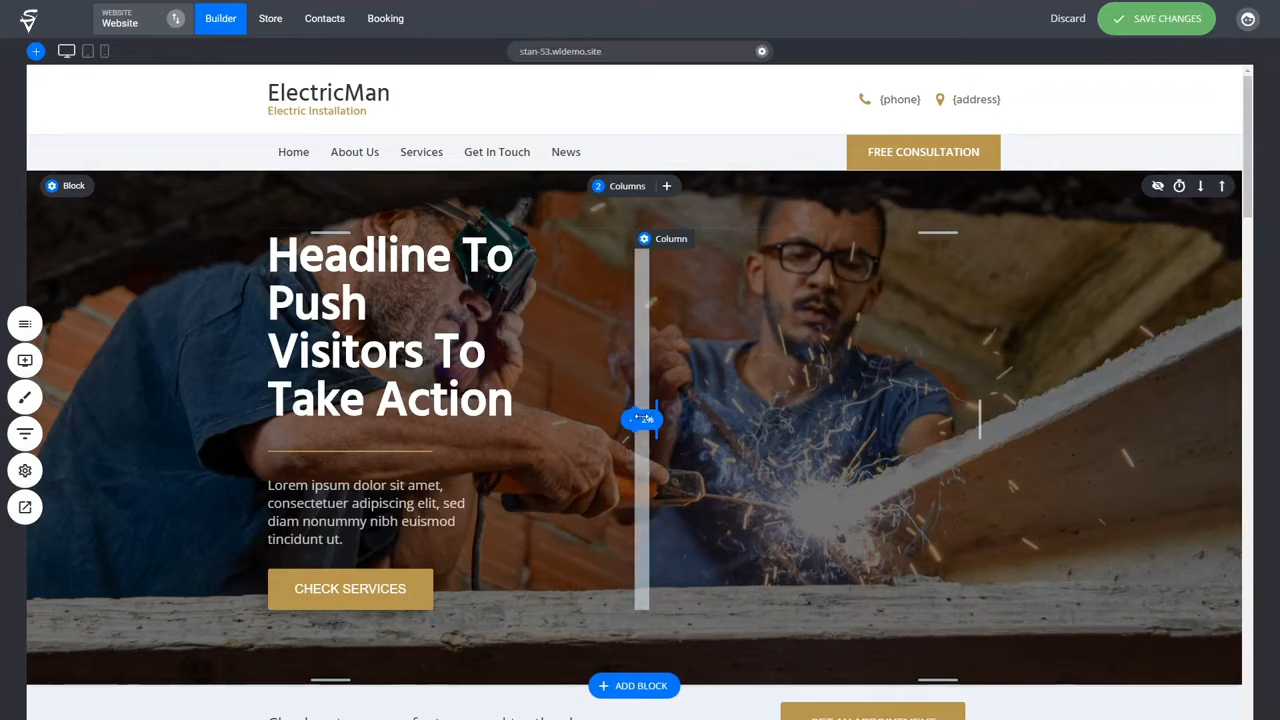 WEBSITE
Website
Builder
Store
Contacts
Booking
Discard
SAVE CHANGES
stan-53.wldemo.site
ElectricMan
Electric Installation
{phone}
{address}
Home
About Us
Services
Get In Touch
News
FREE CONSULTATION
Block
2 Columns
Column
Headline To
Push
Visitors To
Take Action
2%
Lorem ipsum dolor sit amet,
consectetuer adipiscing elit, sed
diam nonummy nibh euismod
tincidunt ut.
CHECK SERVICES
ADD BLOCK